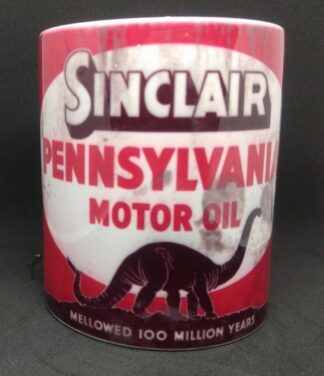 SINCLAIR
PENNSYLVANIA
MOTOR OIL
MELLOWED 100 MILLION YEARS